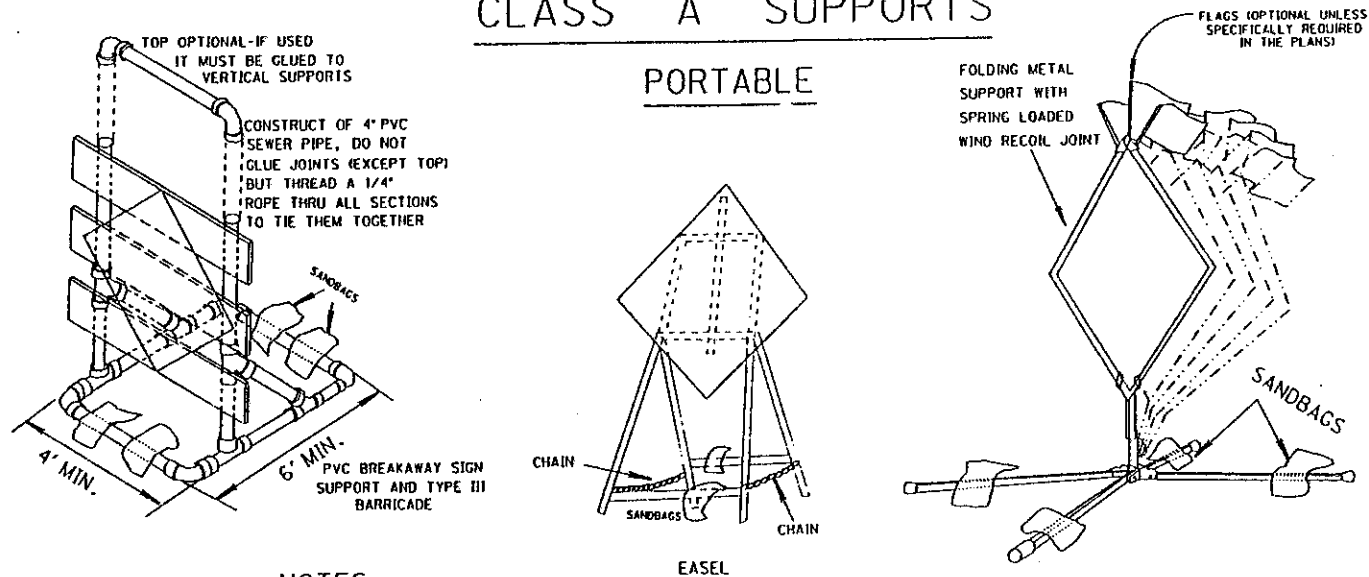 CLASS A SUPPORTS
PORTABLE
TOP OPTIONAL-IF USED
IT MUST BE GLUED TO
VERTICAL SUPPORTS
CONSTRUCT OF 4" PVC
SEWER PIPE, DO NOT
GLUE JOINTS (EXCEPT TOP)
BUT THREAD A 1/4"
ROPE THRU ALL SECTIONS
TO TIE THEM TOGETHER
SANDBAGS
4' MIN.
6' MIN.
PVC BREAKAWAY SIGN
SUPPORT AND TYPE III
BARRICADE
CHAIN
SANDBAGS
CHAIN
EASEL
FLAGS (OPTIONAL UNLESS
SPECIFICALLY REQUIRED
IN THE PLANS)
FOLDING METAL
SUPPORT WITH
SPRING LOADED
WIND RECOIL JOINT
SANDBAGS
NOTES